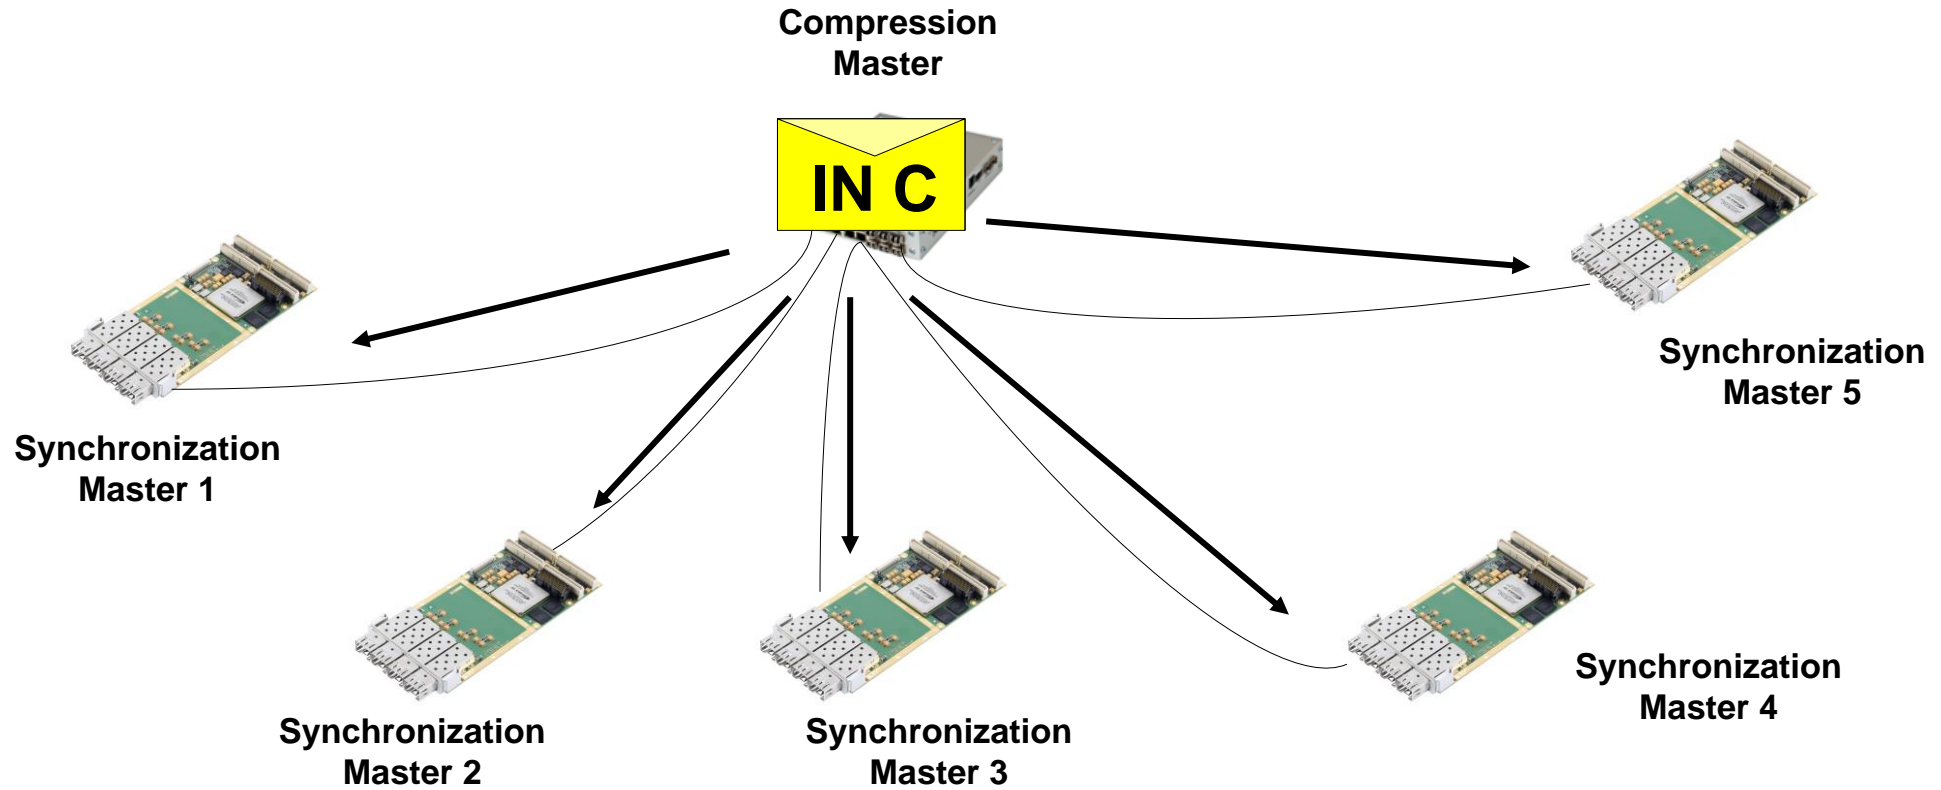 Compression
Master
IN C
Synchronization
Master 5
Synchronization
Master 1
Synchronization
Master 4
Synchronization
Master 2
Synchronization
Master 3